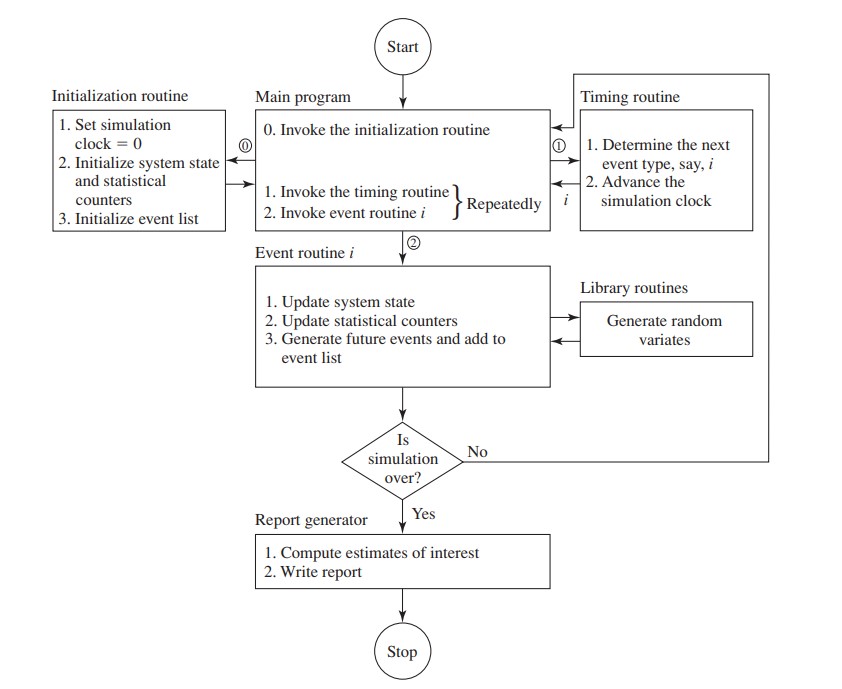 Start
Initialization routine
1. Set simulation
clock = 0
2. Initialize system state
and statistical
counters
3. Initialize event list
⓪
Main program
0. Invoke the initialization routine
1. Invoke the timing routine
2. Invoke event routine i
} Repeatedly
①
i
Timing routine
1. Determine the next
event type, say, i
2. Advance the
simulation clock
②
Event routine i
1. Update system state
2. Update statistical counters
3. Generate future events and add to
event list
Library routines
Generate random
variates
Is
simulation
over?
No
Yes
Report generator
1. Compute estimates of interest
2. Write report
Stop